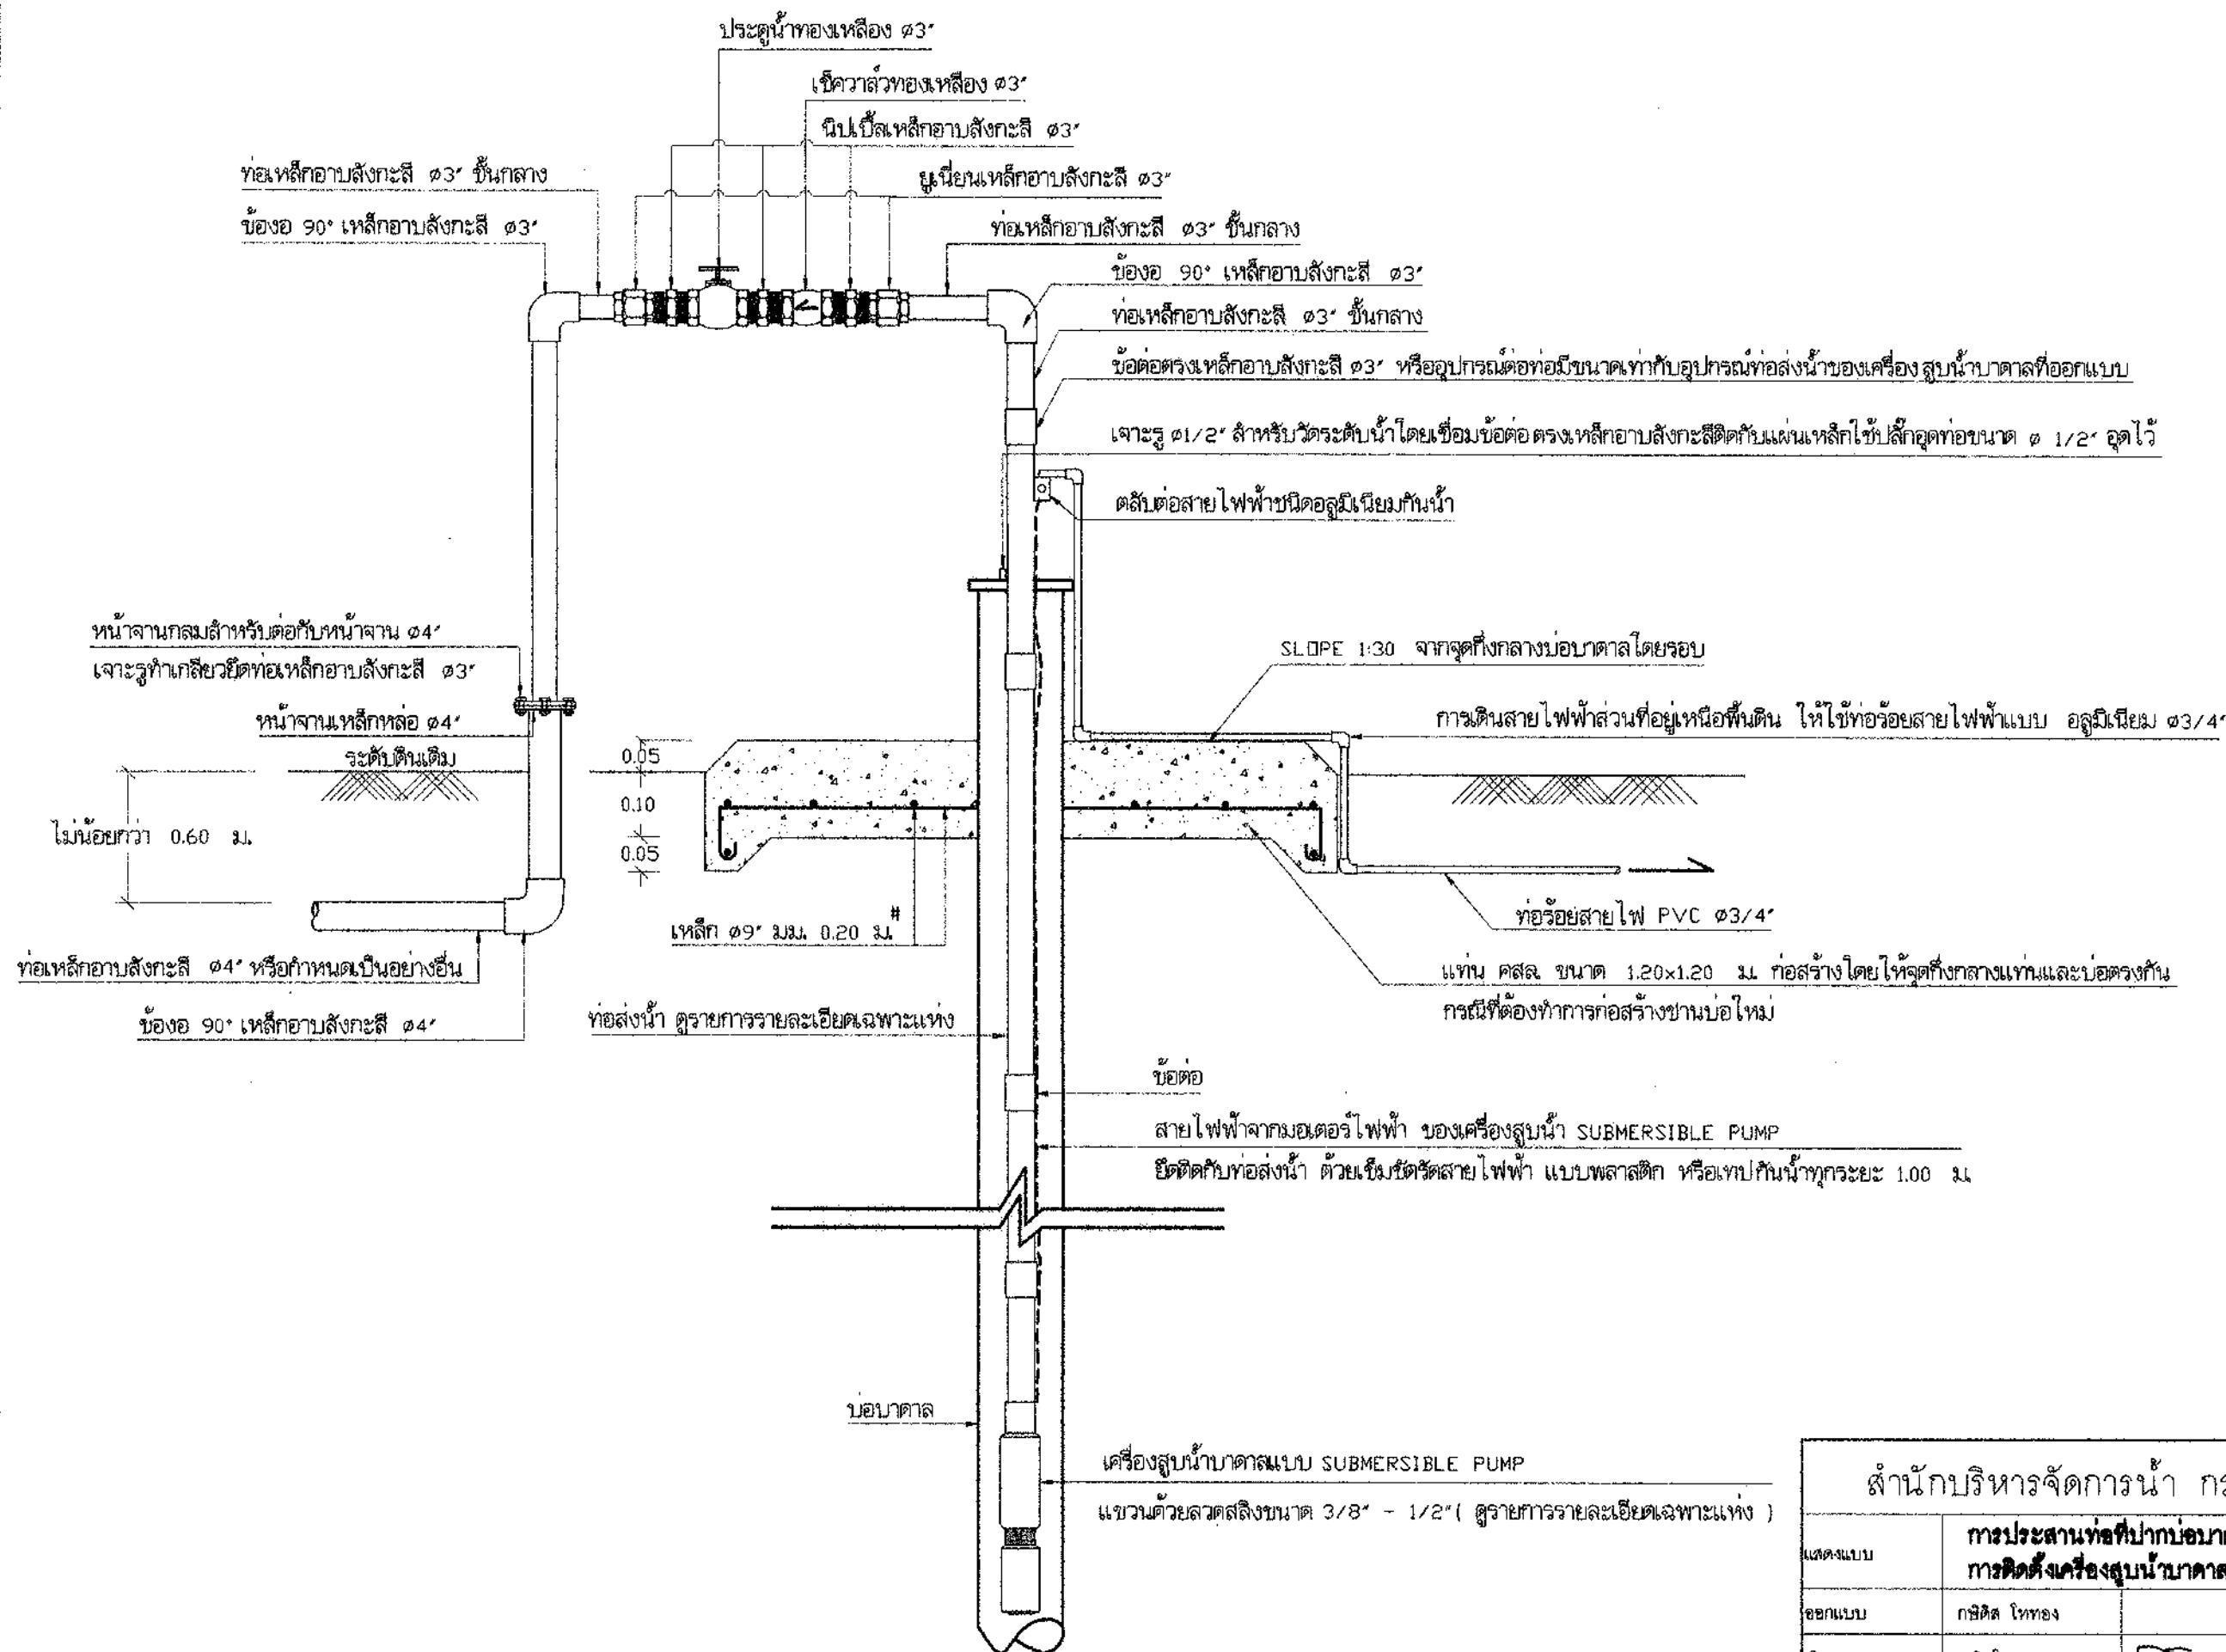 ประตูน้ำทองเหลือง ø3"
เช็ควาล์วทองเหลือง ø3"
นิปเปิ้ลเหล็กอาบสังกะสี ø3"
ท่อเหล็กอาบสังกะสี ø3" ชั้นกลาง
ยูเนี่ยนเหล็กอาบสังกะสี ø3"
ข้องอ 90° เหล็กอาบสังกะสี ø3"
ท่อเหล็กอาบสังกะสี ø3" ชั้นกลาง
ข้องอ 90° เหล็กอาบสังกะสี ø3"
ท่อเหล็กอาบสังกะสี ø3" ชั้นกลาง
ข้อต่อตรงเหล็กอาบสังกะสี ø3" หรืออุปกรณ์ต่อท่อมีขนาดเท่ากับอุปกรณ์ท่อส่งน้ำของเครื่องสูบน้ำบาดาลที่ออกแบบ
เจาะรู ø1/2" สำหรับวัดระดับน้ำโดยเชื่อมข้อต่อตรงเหล็กอาบสังกะสีติดกับแผ่นเหล็กใช้ปลั๊กอุดท่อขนาด ø 1/2" อุดไว้
ตลับต่อสายไฟฟ้าชนิดอลูมิเนียมกันน้ำ
หน้าจานกลมสำหรับต่อกับหน้าจาน ø4"
เจาะรูทำเกลียวยึดท่อเหล็กอาบสังกะสี ø3"
SLOPE 1:30 จากจุดกึ่งกลางบ่อบาดาลโดยรอบ
หน้าจานเหล็กหล่อ ø4"
การเดินสายไฟฟ้าส่วนที่อยู่เหนือพื้นดิน ให้ใช้ท่อร้อยสายไฟฟ้าแบบ อลูมิเนียม ø3/4"
ระดับดินเดิม
0.05
0.10
ไม่น้อยกว่า 0.60 ม.
0.05
เหล็ก ø9" มม. 0.20 ม.#
ท่อร้อยสายไฟ PVC ø3/4"
ท่อเหล็กอาบสังกะสี ø4" หรือกำหนดเป็นอย่างอื่น
แท่น คสล. ขนาด 1.20x1.20 ม. ก่อสร้างโดยให้จุดกึ่งกลางแท่นและบ่อตรงกัน
กรณีที่ต้องทำการก่อสร้างชานบ่อใหม่
ข้องอ 90° เหล็กอาบสังกะสี ø4"
ท่อส่งน้ำ ดูรายการรายละเอียดเฉพาะแห่ง
ข้อต่อ
สายไฟฟ้าจากมอเตอร์ไฟฟ้า ของเครื่องสูบน้ำ SUBMERSIBLE PUMP
ยึดติดกับท่อส่งน้ำ ด้วยเข็มขัดรัดสายไฟฟ้า แบบพลาสติก หรือเทปกันน้ำทุกระยะ 1.00 ม.
บ่อบาดาล
เครื่องสูบน้ำบาดาลแบบ SUBMERSIBLE PUMP
แขวนด้วยลวดสลิงขนาด 3/8" - 1/2" ( ดูรายการรายละเอียดเฉพาะแห่ง )
สำนักบริหารจัดการน้ำ กร
แสดงแบบ
การประสานท่อที่ปากบ่อบา
การติดตั้งเครื่องสูบน้ำบาดาล
ออกแบบ
กษิดิส โททอง